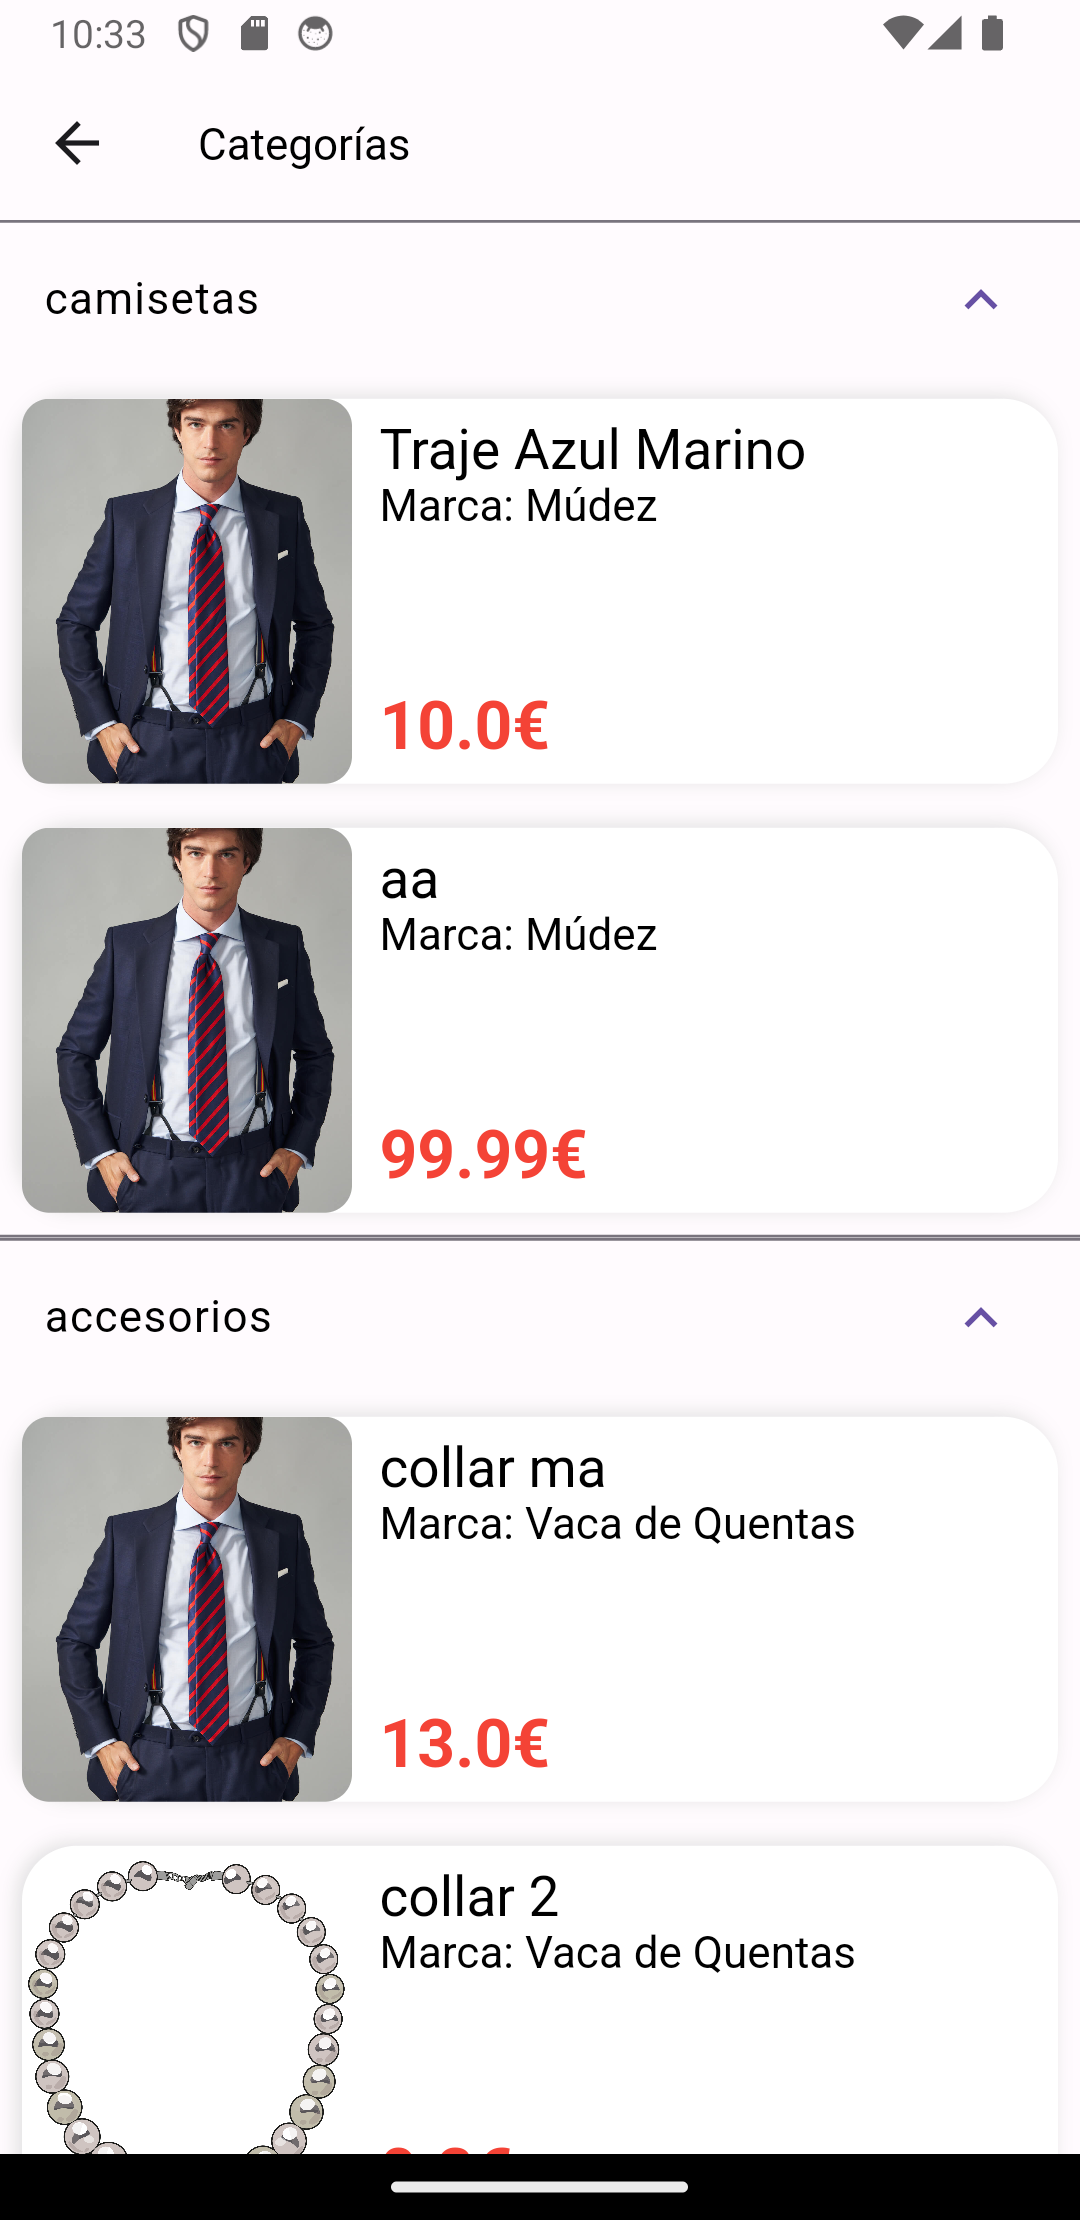 10:33
Categorías
camisetas
Traje Azul Marino
Marca: Múdez
10.0€
aa
Marca: Múdez
99.99€
accesorios
collar ma
Marca: Vaca de Quentas
13.0€
collar 2
Marca: Vaca de Quentas